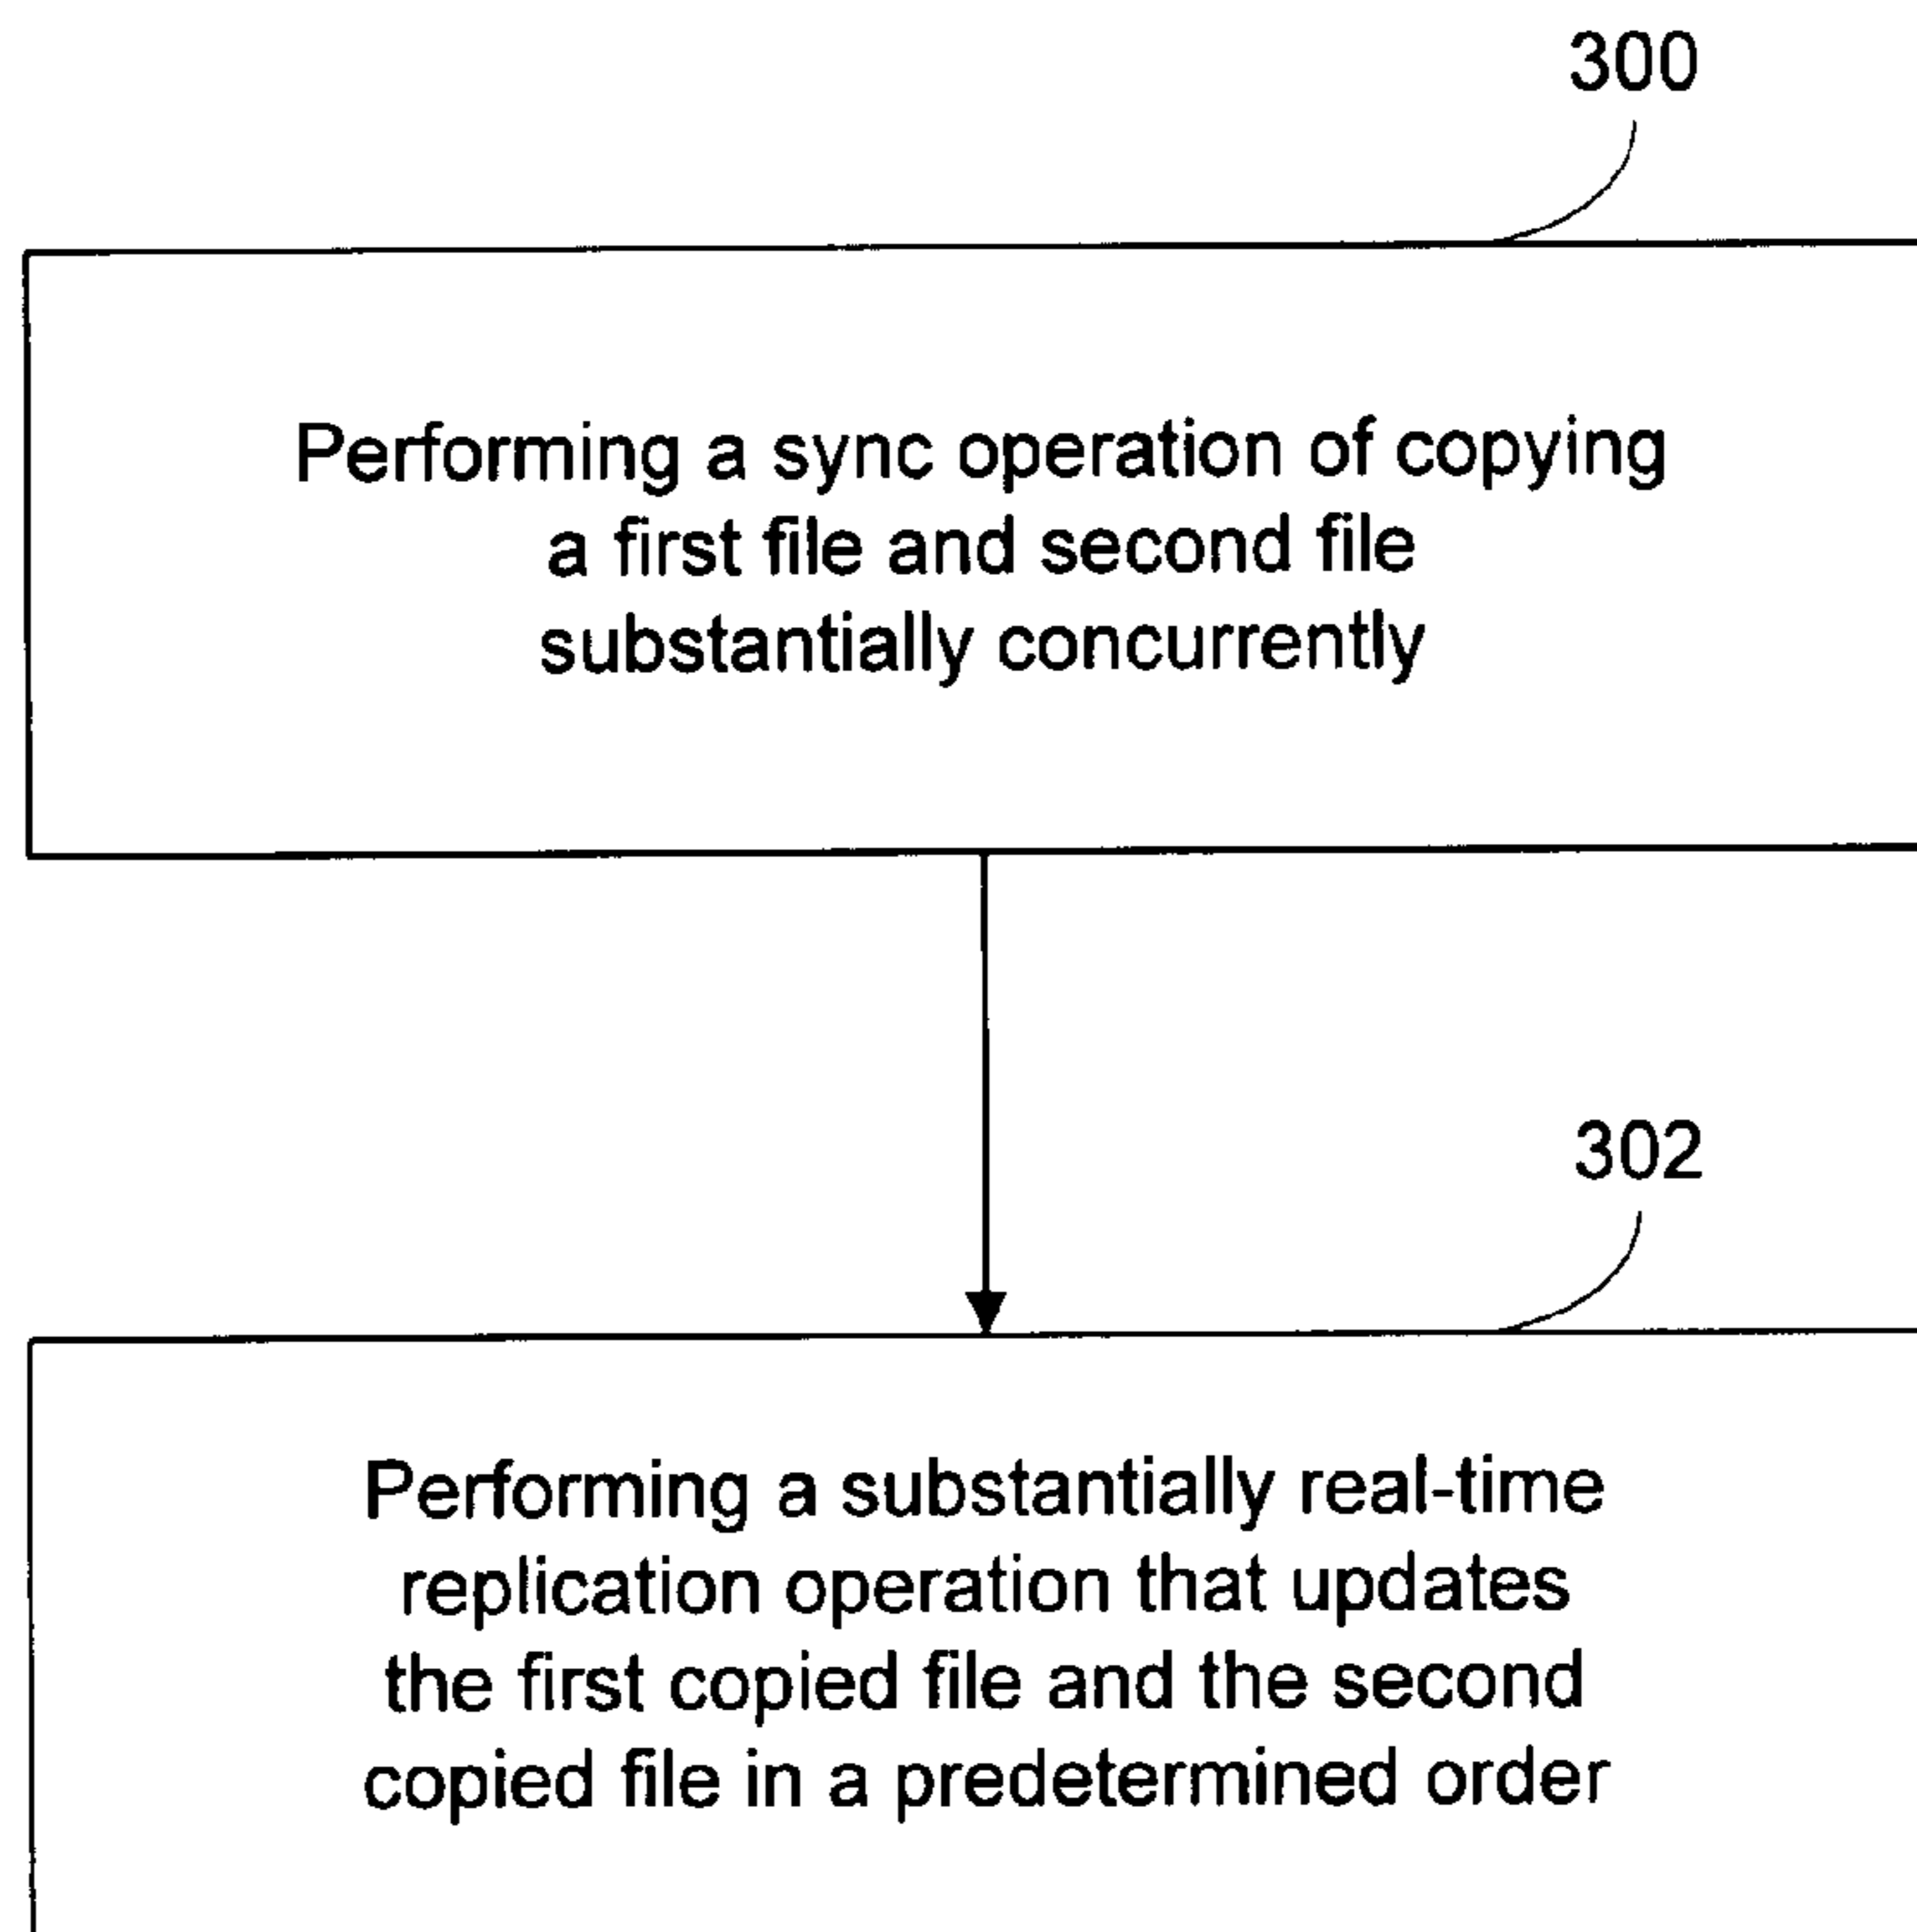 300
Performing a sync operation of copying
a first file and second file
substantially concurrently
302
Performing a substantially real-time
replication operation that updates
the first copied file and the second
copied file in a predetermined order